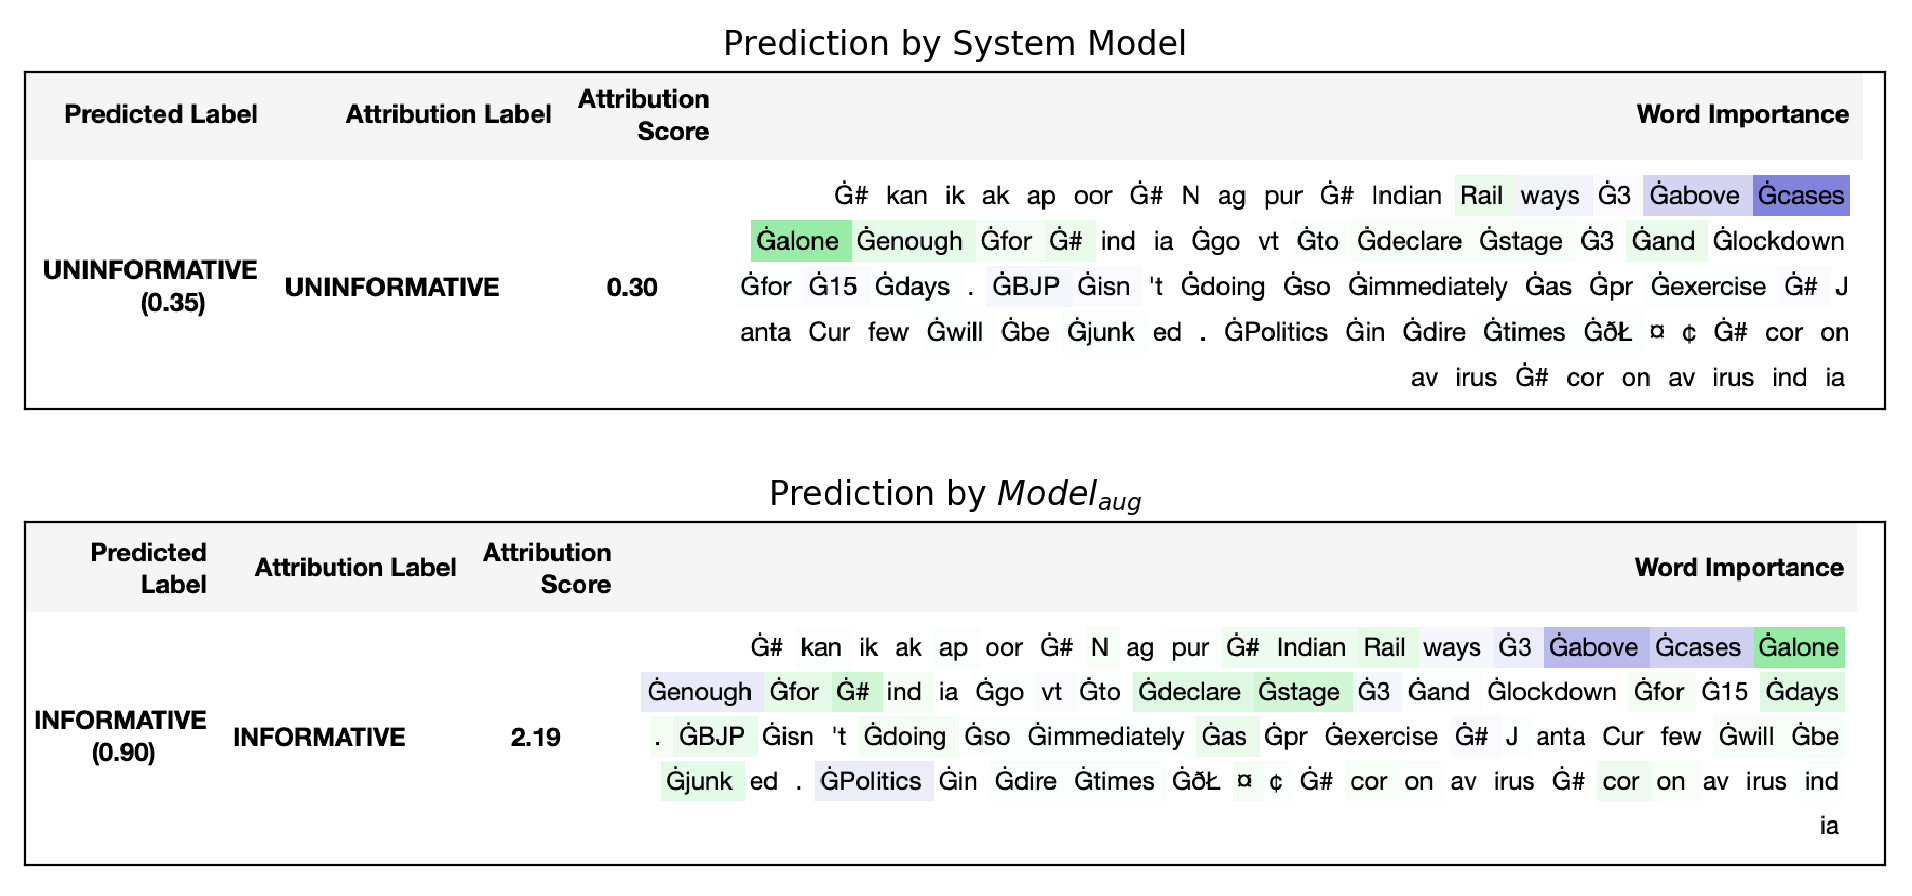 Prediction by System Model
Predicted Label Attribution Label Attribution Score Word Importance
UNINFORMATIVE (0.35) UNINFORMATIVE 0.30
Ġ# kan ik ak ap oor Ġ# N ag pur Ġ# Indian Rail ways Ġ3 Ġabove Ġcases
Ġalone Ġenough Ġfor Ġ# ind ia Ġgo vt Ġto Ġdeclare Ġstage Ġ3 Ġand Ġlockdown
Ġfor Ġ15 Ġdays . ĠBJP Ġisn 't Ġdoing Ġso Ġimmediately Ġas Ġpr Ġexercise Ġ# J
anta Cur few Ġwill Ġbe Ġjunk ed . ĠPolitics Ġin Ġdire Ġtimes ĠðŁ ¤ ¢ Ġ# cor on
av irus Ġ# cor on av irus ind ia
Prediction by Model_aug
Predicted Label Attribution Label Attribution Score Word Importance
INFORMATIVE (0.90) INFORMATIVE 2.19
Ġ# kan ik ak ap oor Ġ# N ag pur Ġ# Indian Rail ways Ġ3 Ġabove Ġcases Ġalone
Ġenough Ġfor Ġ# ind ia Ġgo vt Ġto Ġdeclare Ġstage Ġ3 Ġand Ġlockdown Ġfor Ġ15 Ġdays
. ĠBJP Ġisn 't Ġdoing Ġso Ġimmediately Ġas Ġpr Ġexercise Ġ# J anta Cur few Ġwill Ġbe
Ġjunk ed . ĠPolitics Ġin Ġdire Ġtimes ĠðŁ ¤ ¢ Ġ# cor on av irus Ġ# cor on av irus ind
ia